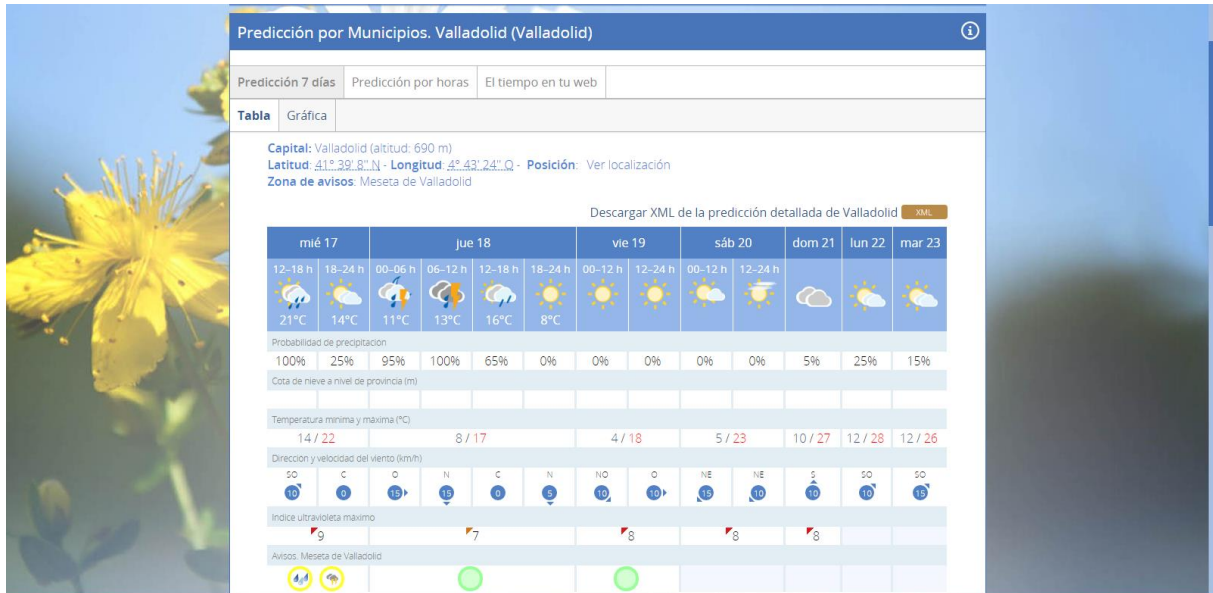 Predicción por Municipios. Valladolid (Valladolid)
Predicción 7 días Predicción por horas El tiempo en tu web
Tabla Gráfica
Capital: Valladolid (altitud: 690 m)
Latitud: 41° 39' 8'' N - Longitud: 4° 43' 24'' O - Posición: Ver localización
Zona de avisos: Meseta de Valladolid
Descargar XML de la predicción detallada de Valladolid XML
mié 17 jue 18 vie 19 sáb 20 dom 21 lun 22 mar 23
12–18 h 18–24 h 00–06 h 06–12 h 12–18 h 18–24 h 00–12 h 12–24 h 00–12 h 12–24 h
21°C 14°C 11°C 13°C 16°C 8°C
Probabilidad de precipitación
100% 25% 95% 100% 65% 0% 0% 0% 0% 0% 5% 25% 15%
Cota de nieve a nivel de provincia (m)
Temperatura mínima y máxima (°C)
14 / 22 8 / 17 4 / 18 5 / 23 10 / 27 12 / 28 12 / 26
Dirección y velocidad del viento (km/h)
SO C O N C N NO O NE NE S SO SO
10 0 15 15 0 5 10 10 15 10 10 10 15
Indice ultravioleta máximo
9 7 8 8 8
Avisos. Meseta de Valladolid